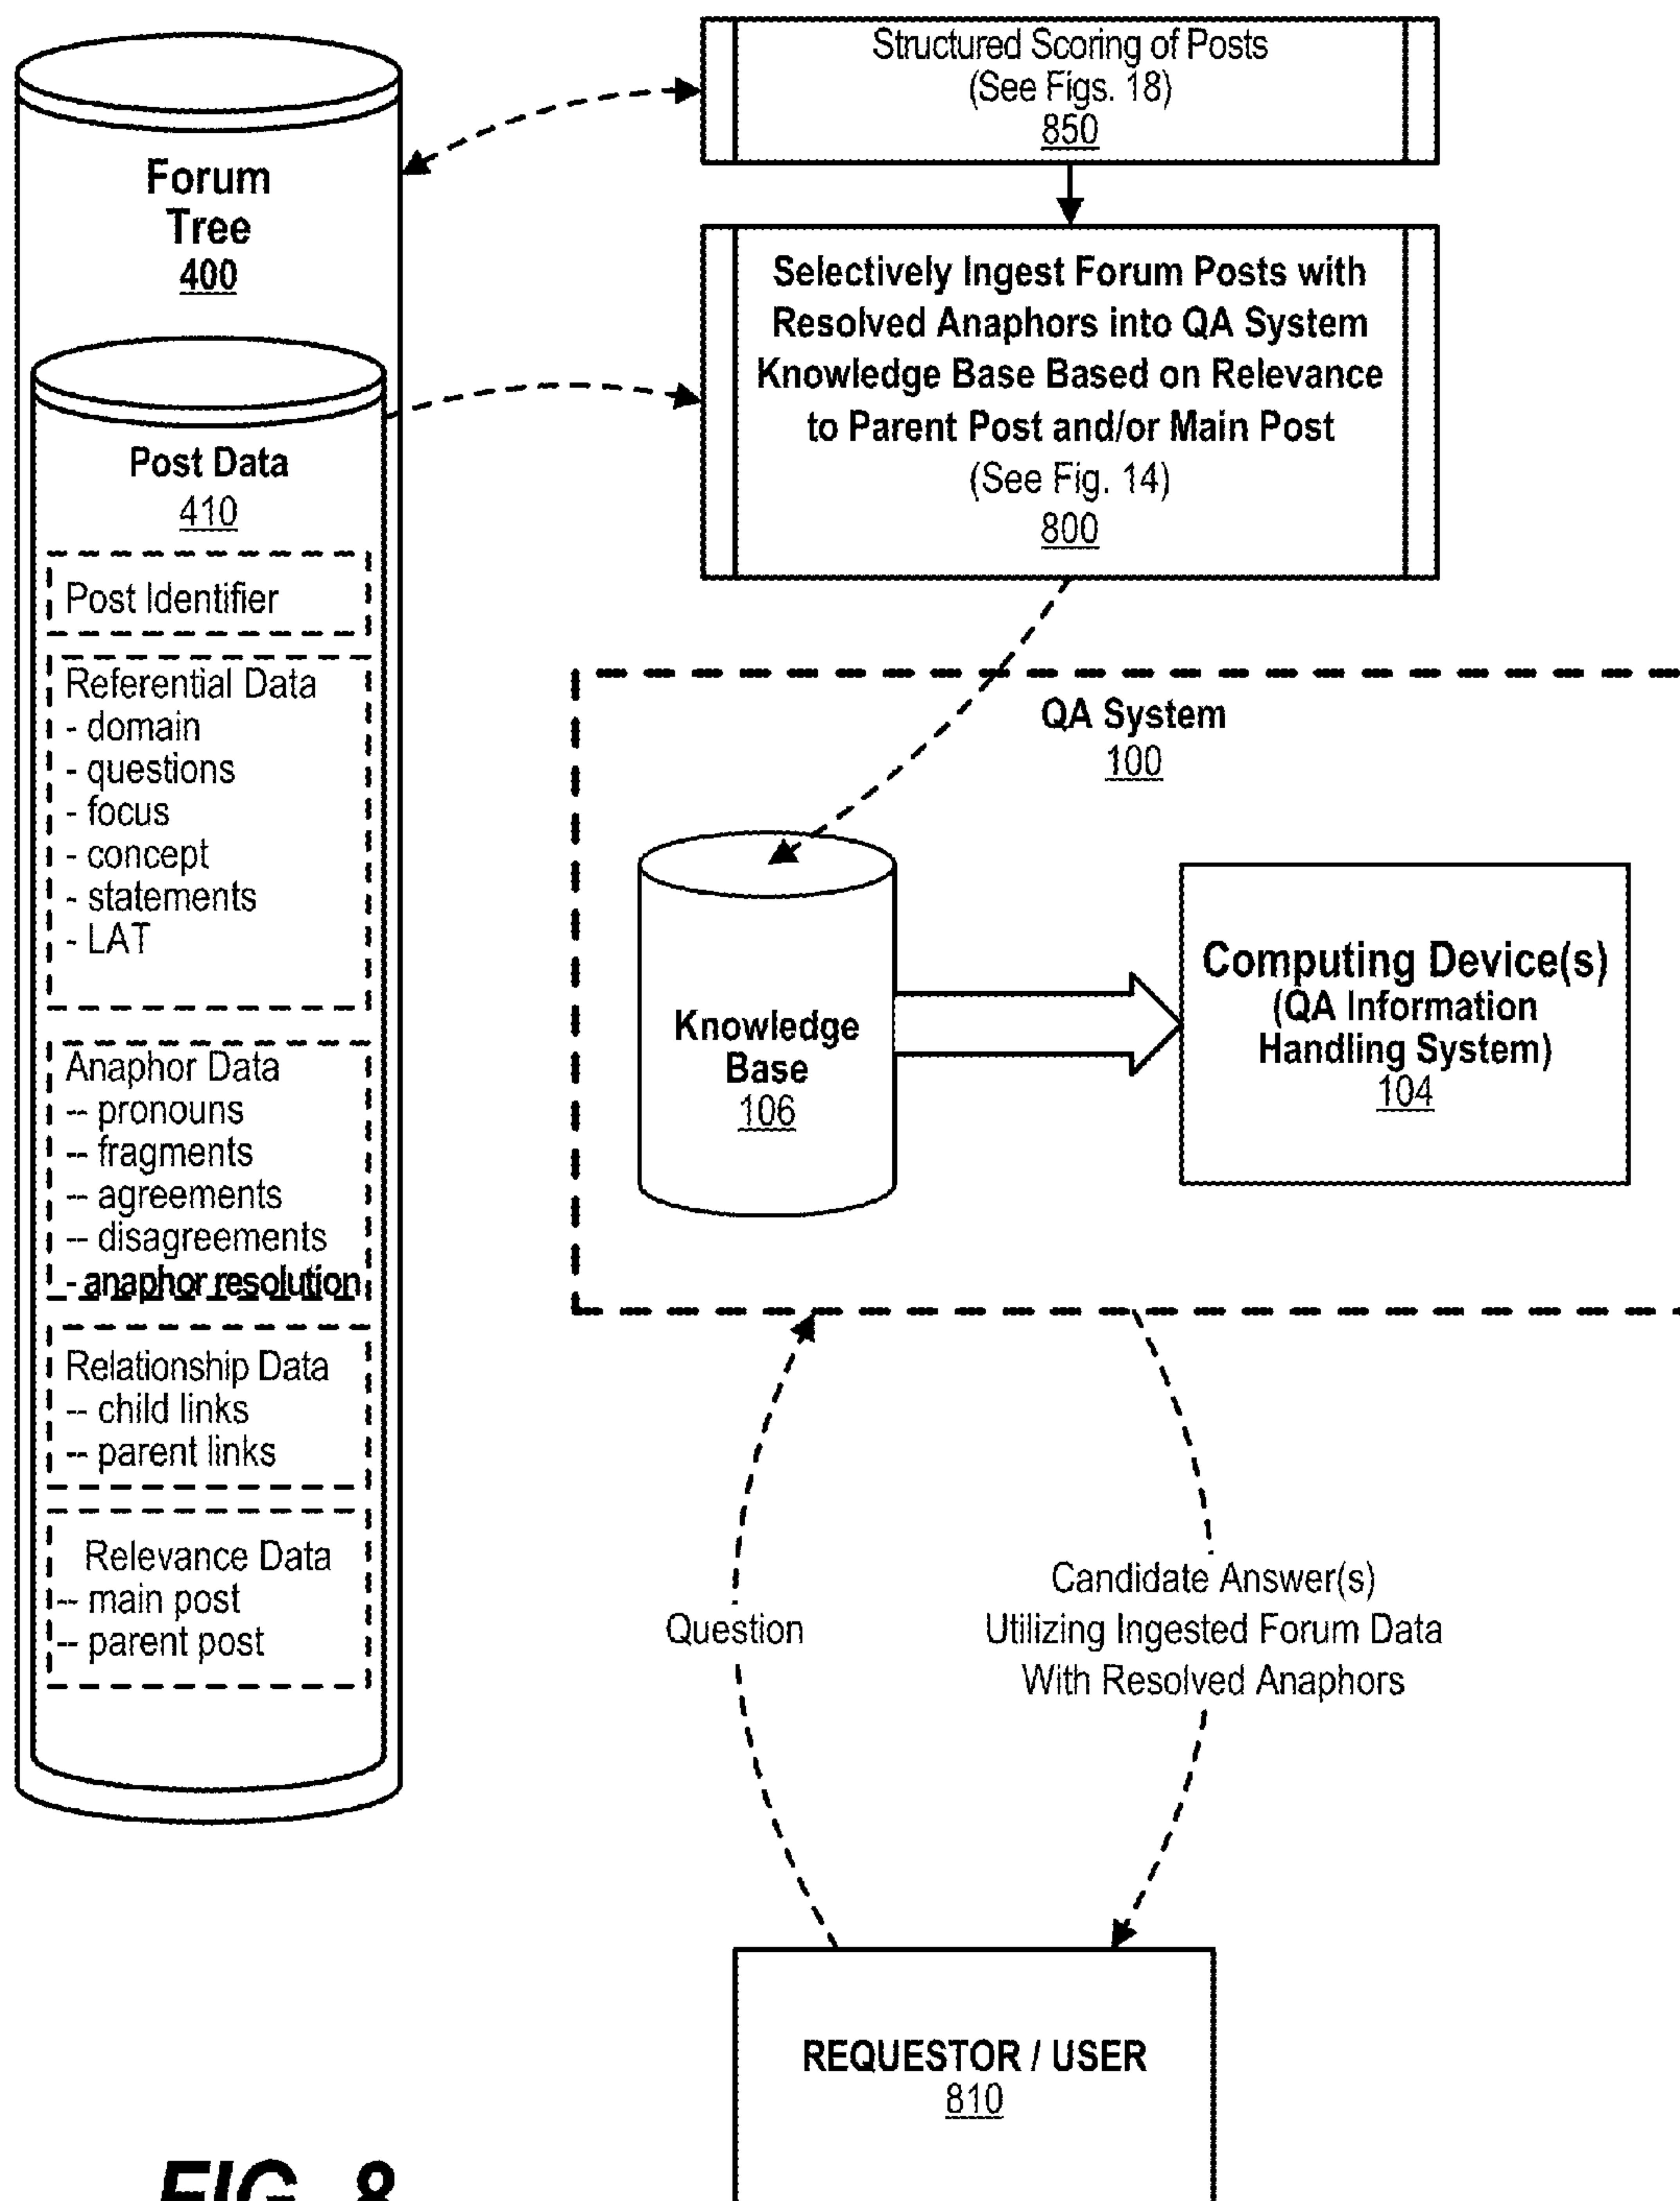 Forum
Tree
400
Post Data
410
Post Identifier
Referential Data
- domain
- questions
- focus
- concept
- statements
- LAT
Anaphor Data
-- pronouns
-- fragments
-- agreements
-- disagreements
- anaphor resolution
Relationship Data
-- child links
-- parent links
Relevance Data
-- main post
-- parent post
Structured Scoring of Posts
(See Figs. 18)
850
Selectively Ingest Forum Posts with
Resolved Anaphors into QA System
Knowledge Base Based on Relevance
to Parent Post and/or Main Post
(See Fig. 14)
800
QA System
100
Knowledge
Base
106
Computing Device(s)
(QA Information
Handling System)
104
Question
Candidate Answer(s)
Utilizing Ingested Forum Data
With Resolved Anaphors
REQUESTOR / USER
810
FIG. 8